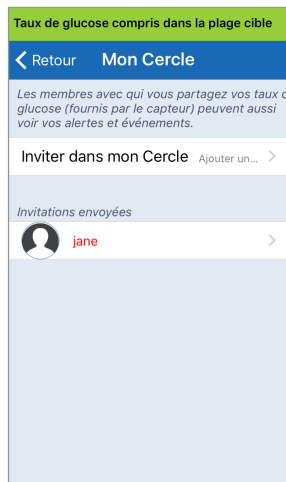 Taux de glucose compris dans la plage cible
Retour Mon Cercle
Les membres avec qui vous partagez vos taux
glucose (fournis par le capteur) peuvent aussi
voir vos alertes et événements.
Inviter dans mon Cercle Ajouter un...
Invitations envoyées
jane